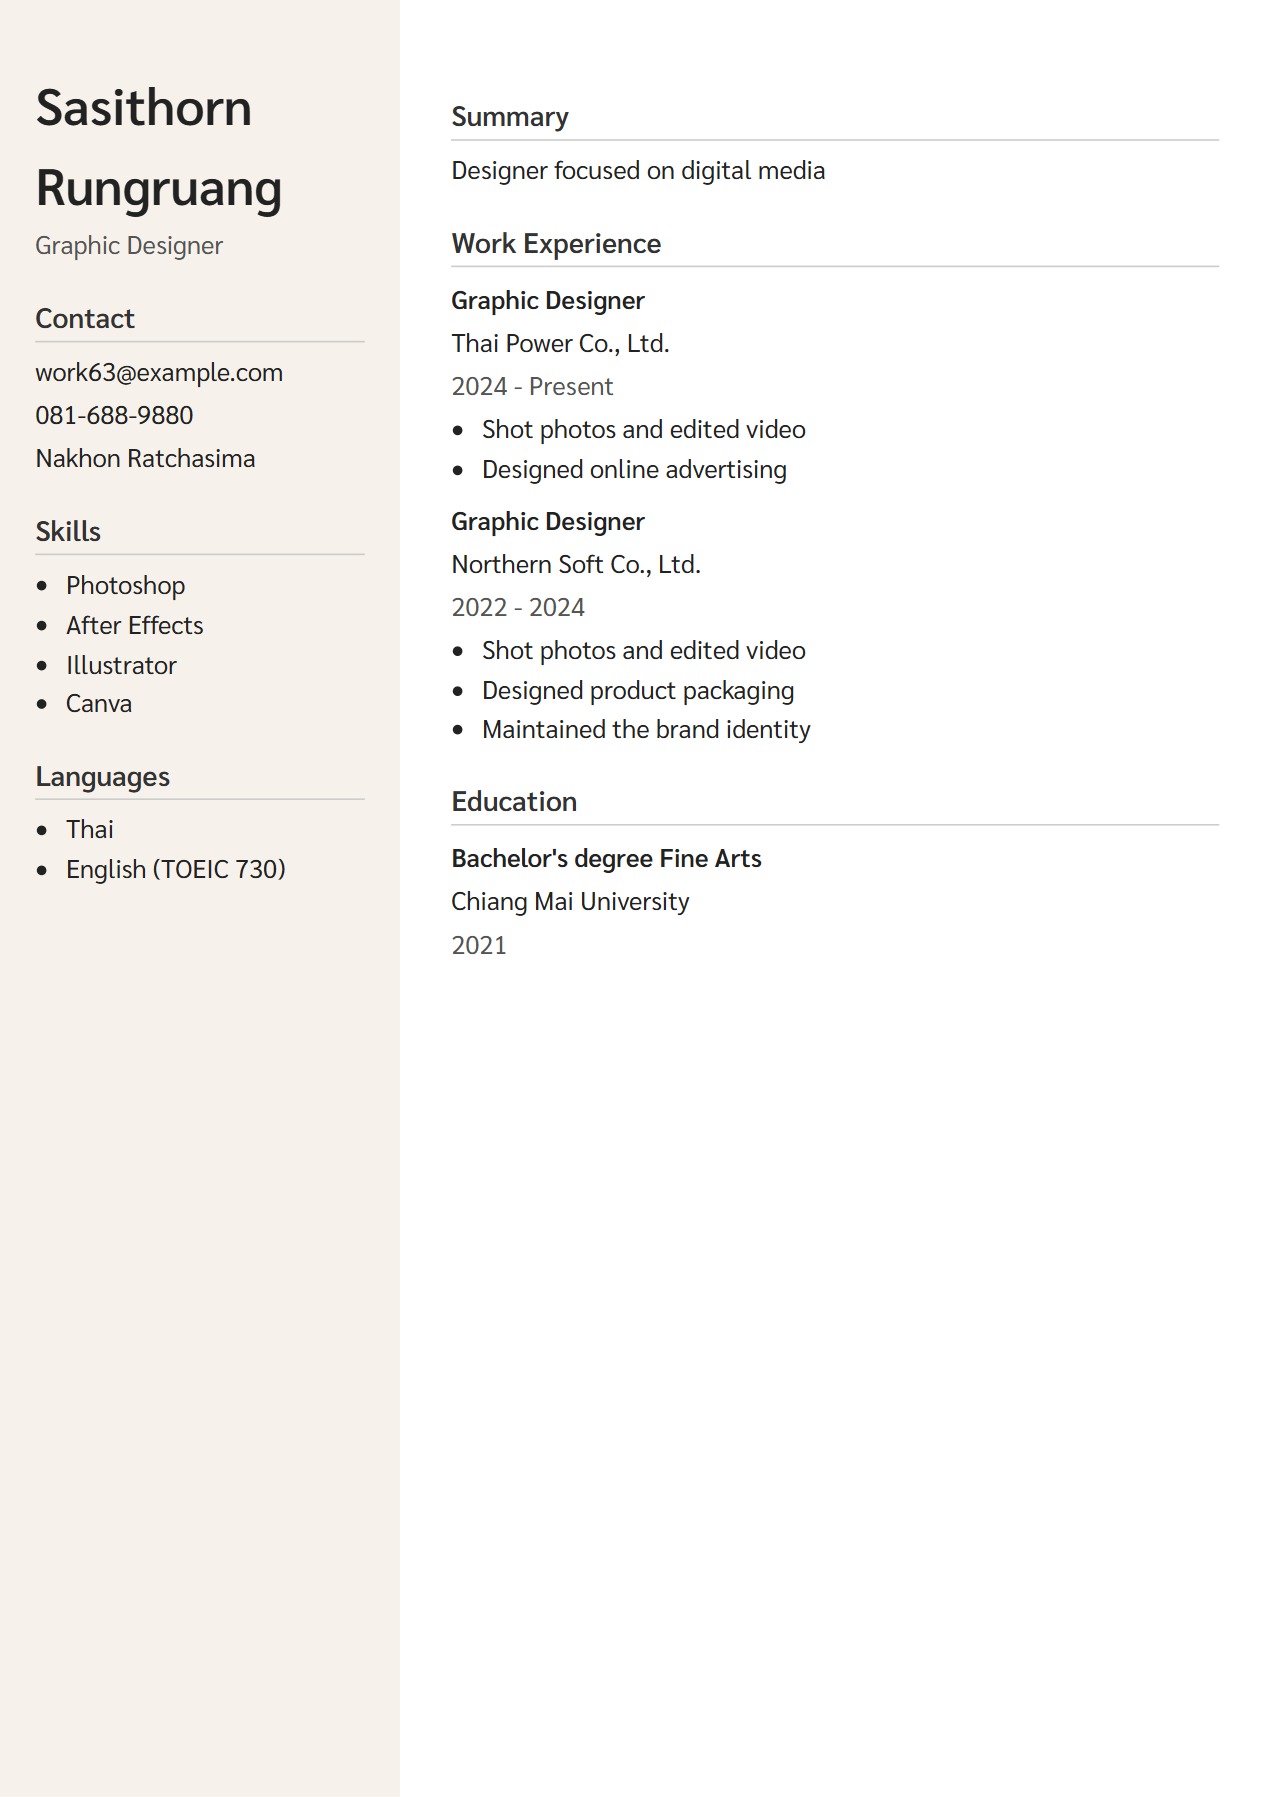 Sasithorn
Rungruang
Graphic Designer
Contact
work63@example.com
081-688-9880
Nakhon Ratchasima
Skills
• Photoshop
• After Effects
• Illustrator
• Canva
Languages
• Thai
• English (TOEIC 730)
Summary
Designer focused on digital media
Work Experience
Graphic Designer
Thai Power Co., Ltd.
2024 - Present
• Shot photos and edited video
• Designed online advertising
Graphic Designer
Northern Soft Co., Ltd.
2022 - 2024
• Shot photos and edited video
• Designed product packaging
• Maintained the brand identity
Education
Bachelor's degree Fine Arts
Chiang Mai University
2021